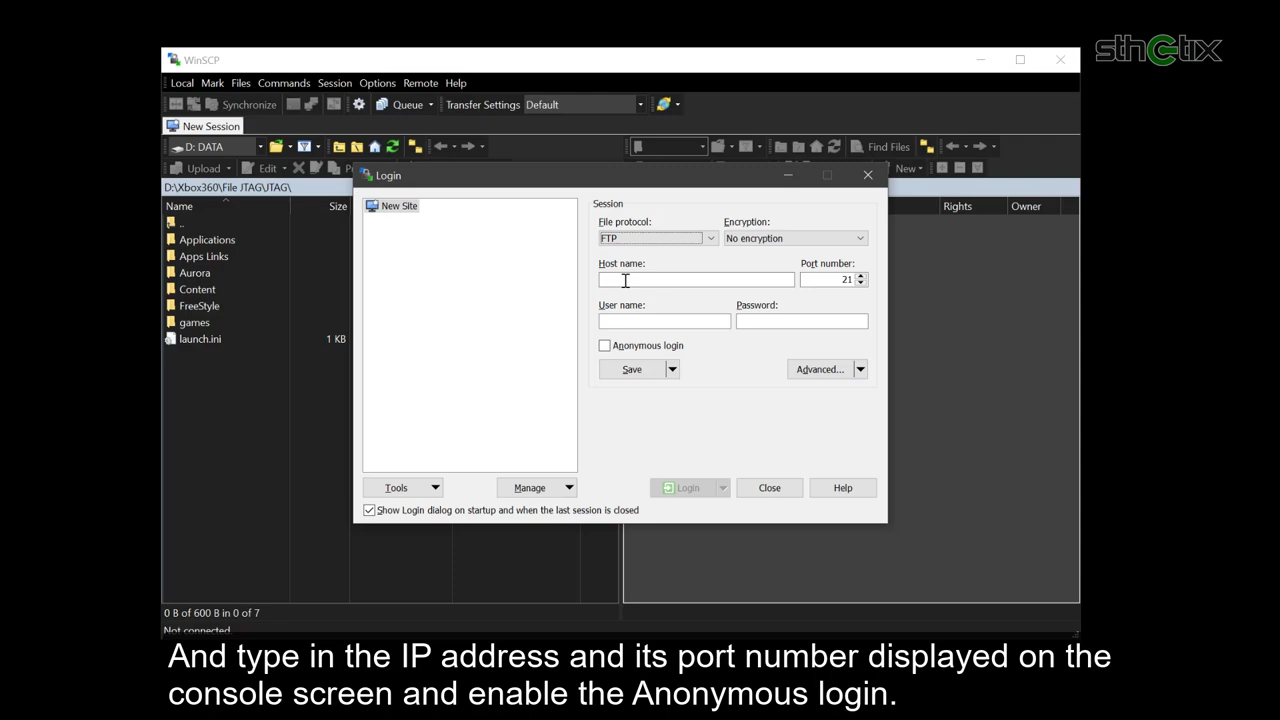 sthetix
WinSCP
Local Mark Files Commands Session Options Remote Help
Synchronize Queue Transfer Settings Default
New Session
D: DATA Find Files
Upload Edit New
D:\Xbox360\File JTAG\JTAG\
Name Size Rights Owner
..
Applications
Apps Links
Aurora
Content
FreeStyle
games
launch.ini 1 KB
Login
New Site
Session
File protocol: Encryption:
FTP No encryption
Host name: Port number:
21
User name: Password:
Anonymous login
Save Advanced...
Tools Manage Login Close Help
Show Login dialog on startup and when the last session is closed
0 B of 600 B in 0 of 7
Not connected.
And type in the IP address and its port number displayed on the
console screen and enable the Anonymous login.